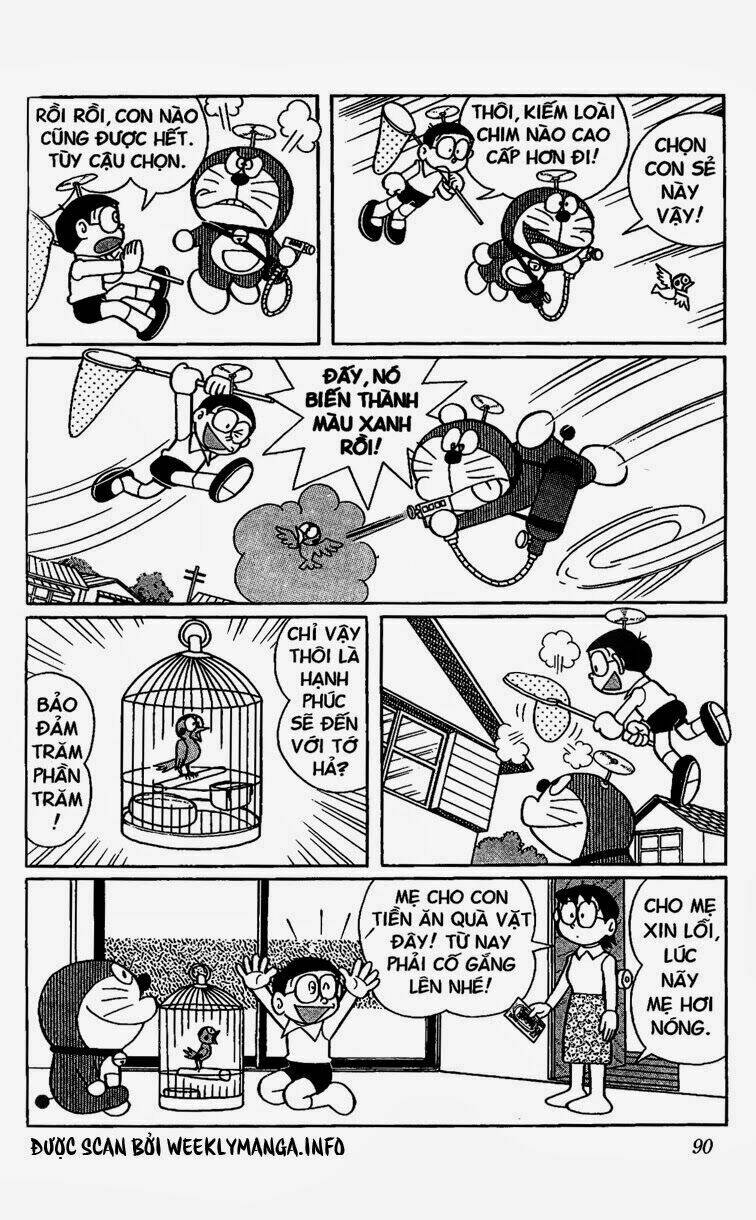 CHỌN
CON SẺ
NÀY
VẬY!
THÔI, KIẾM LOÀI
CHIM NÀO CAO
CẤP HƠN ĐI!
RỒI RỒI, CON NÀO
CŨNG ĐƯỢC HẾT.
TÙY CẬU CHỌN.
ĐẤY, NÓ
BIẾN THÀNH
MÀU XANH
RỒI!
CHỈ VẬY
THÔI LÀ
HẠNH
PHÚC
SẼ ĐẾN
VỚI TỚ
HẢ?
BẢO
ĐẢM
TRĂM
PHẦN
TRĂM
!
CHO MẸ
XIN LỖI,
LÚC
NÃY
MẸ HƠI
NÓNG.
MẸ CHO CON
TIỀN ĂN QUÀ VẶT
ĐÂY! TỪ NAY
PHẢI CỐ GẮNG
LÊN NHÉ!
ĐƯỢC SCAN BỞI WEEKLYMANGA.INFO
90